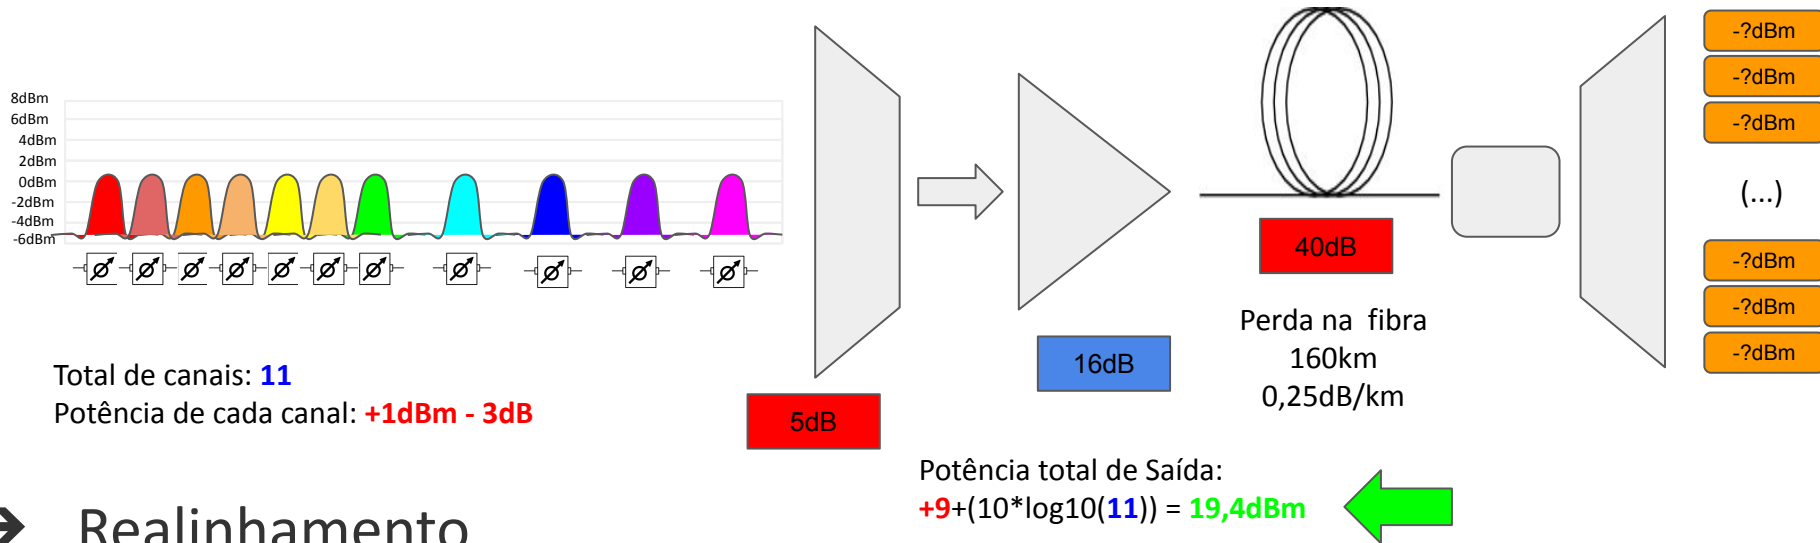 8dBm
6dBm
4dBm
2dBm
0dBm
-2dBm
-4dBm
-6dBm
Total de canais: 11
Potência de cada canal: +1dBm - 3dB
5dB
16dB
40dB
Perda na fibra
160km
0,25dB/km
Potência total de Saída:
+9+(10*log10(11)) = 19,4dBm
-?dBm
-?dBm
-?dBm
(...)
-?dBm
-?dBm
-?dBm
Realinhamento